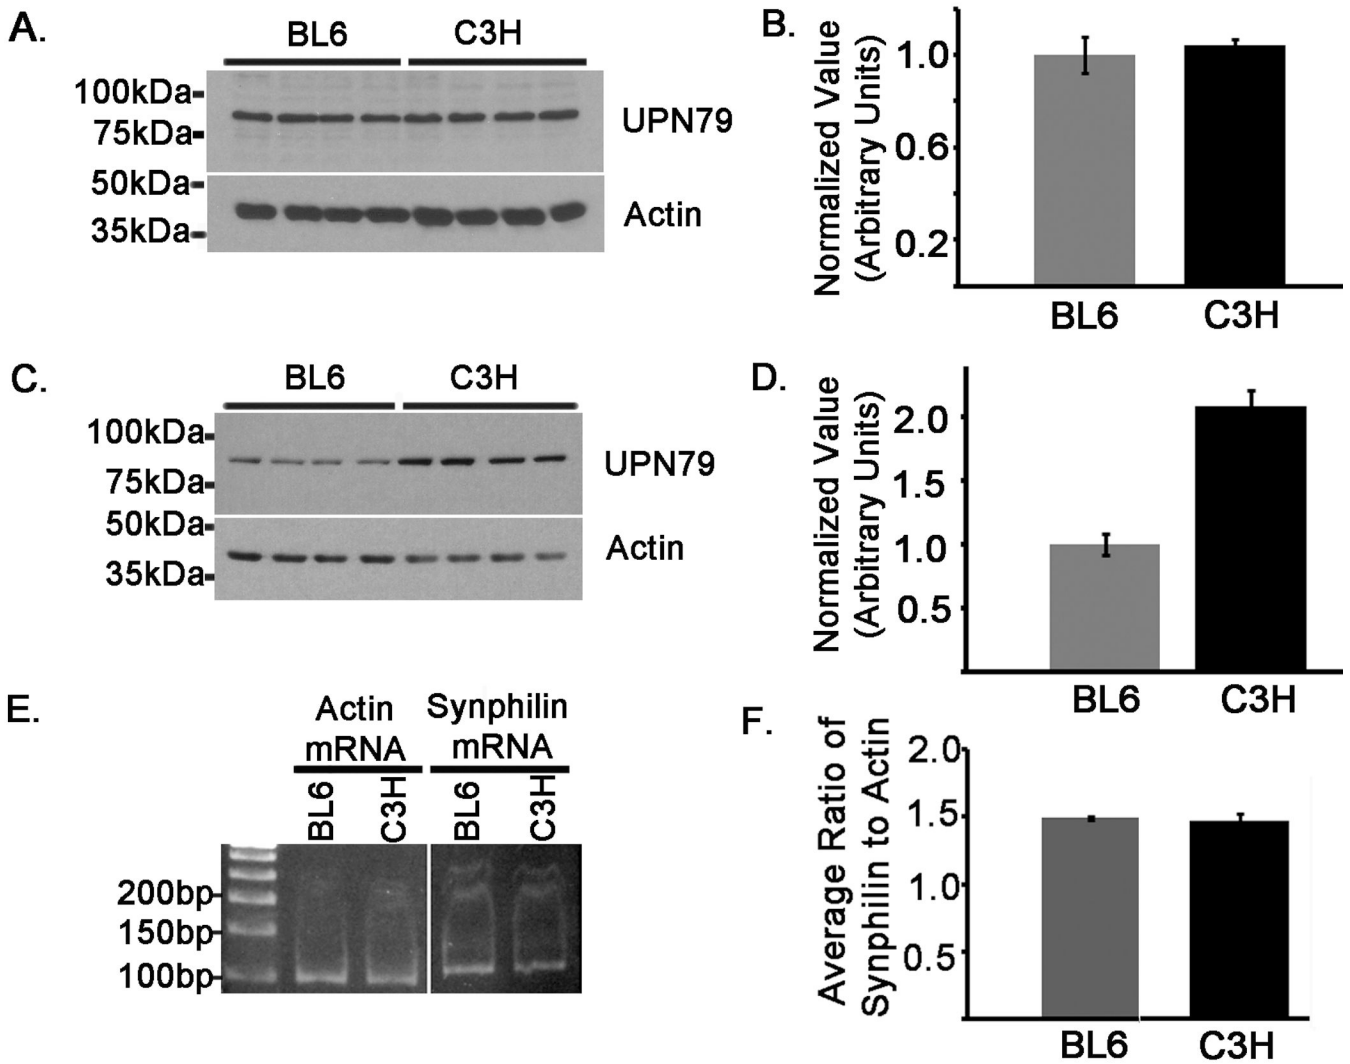 A.
BL6 C3H
100kDa
75kDa
50kDa
35kDa
UPN79
Actin
B.
Normalized Value
(Arbitrary Units)
1.0
0.6
0.2
BL6 C3H
C.
BL6 C3H
100kDa
75kDa
50kDa
35kDa
UPN79
Actin
D.
Normalized Value
(Arbitrary Units)
2.0
1.5
1.0
0.5
BL6 C3H
E.
Actin
mRNA
Synphilin
mRNA
BL6 C3H BL6 C3H
200bp
150bp
100bp
F.
Average Ratio of
Synphilin to Actin
2.0
1.5
1.0
0.5
BL6 C3H